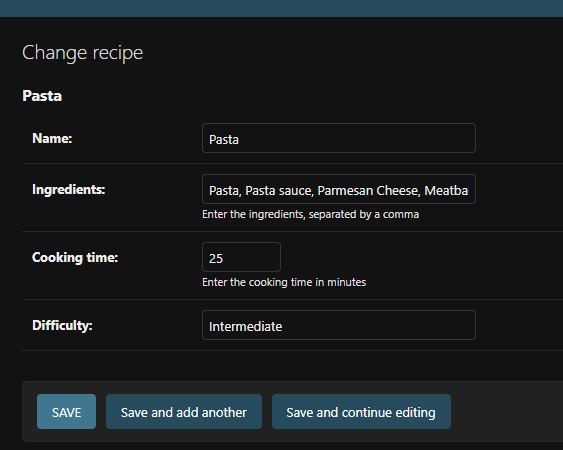 Change recipe
Pasta
Name:
Pasta
Ingredients:
Pasta, Pasta sauce, Parmesan Cheese, Meatba
Enter the ingredients, separated by a comma
Cooking time:
25
Enter the cooking time in minutes
Difficulty:
Intermediate
SAVE
Save and add another
Save and continue editing